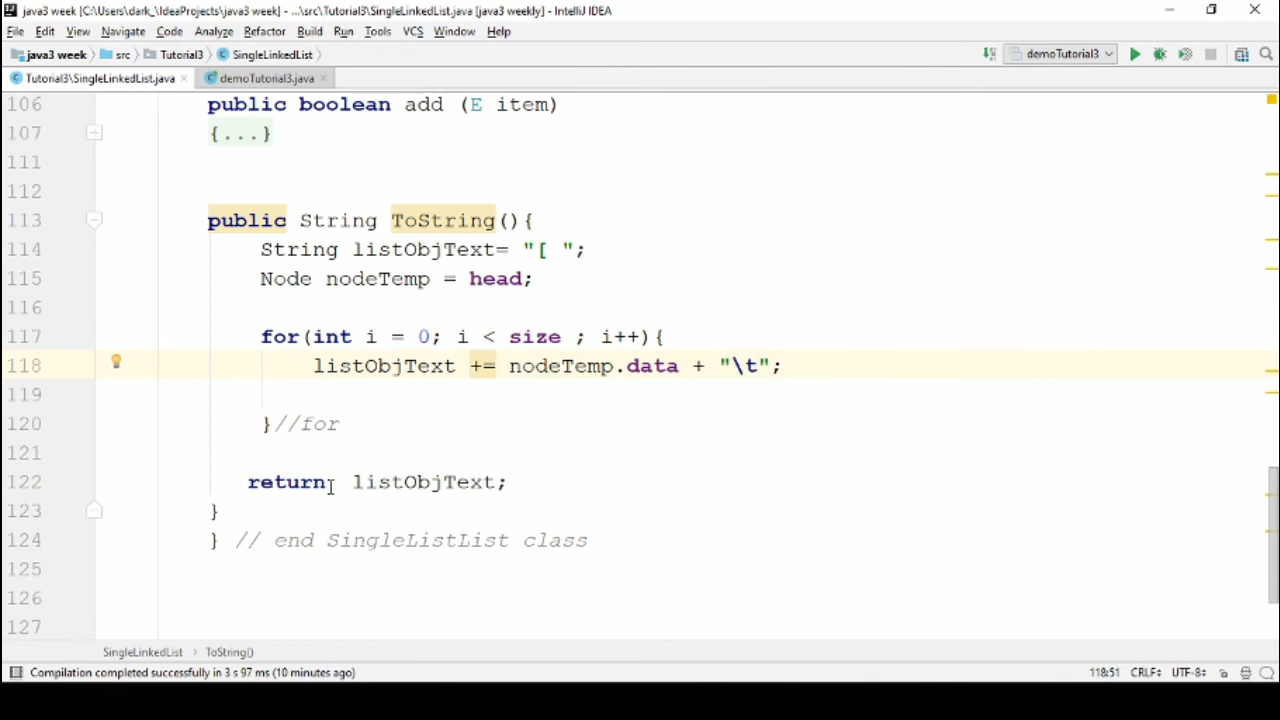 java3 week [C:\Users\dark_\IdeaProjects\java3 week] - ...\src\Tutorial3\SingleLinkedList.java [java3 weekly] - IntelliJ IDEA
File Edit View Navigate Code Analyze Refactor Build Run Tools VCS Window Help
java3 week src Tutorial3 SingleLinkedList demoTutorial3
Tutorial3\SingleLinkedList.java demoTutorial3.java
106 public boolean add (E item)
107 {...}
111
112
113 public String ToString(){
114 String listObjText= "[ ";
115 Node nodeTemp = head;
116
117 for(int i = 0; i < size ; i++){
118 listObjText += nodeTemp.data + "\t";
119
120 }//for
121
122 return listObjText;
123 }
124 } // end SingleListList class
125
126
127
SingleLinkedList ToString()
Compilation completed successfully in 3 s 97 ms (10 minutes ago) 118:51 CRLF UTF-8